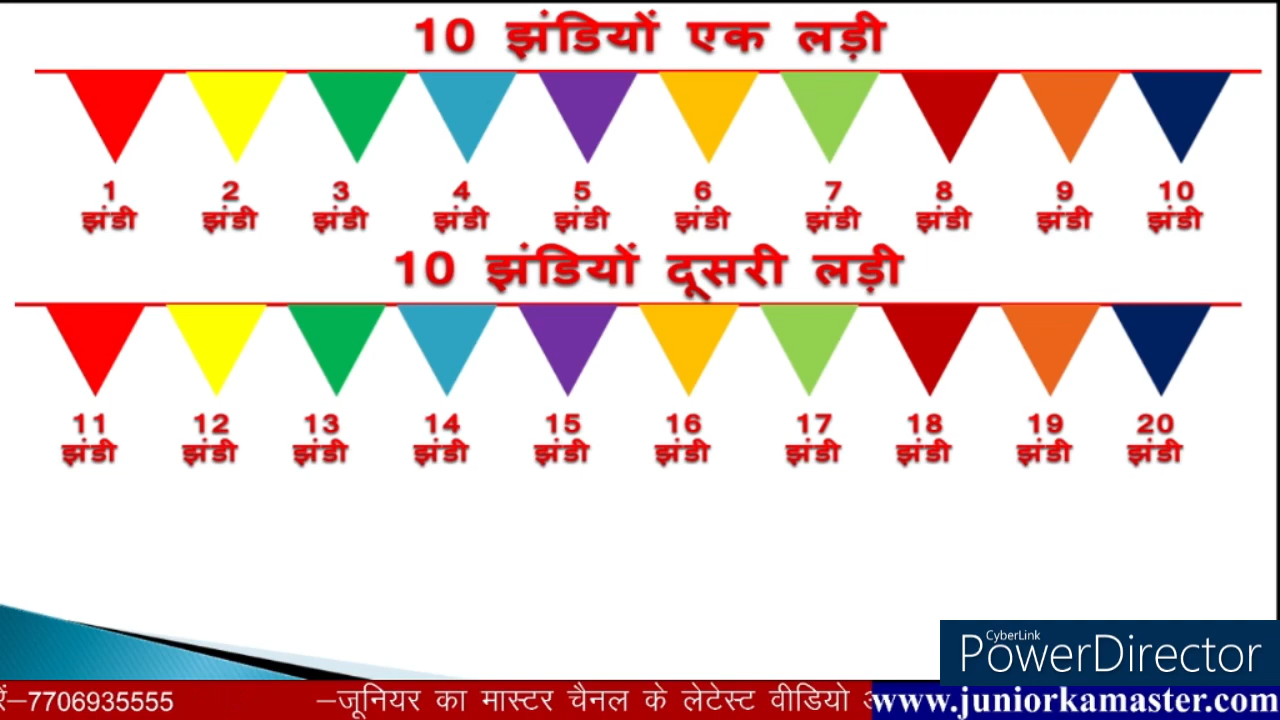 10 झंडियों एक लड़ी
1 2 3 4 5 6 7 8 9 10
झंडी झंडी झंडी झंडी झंडी झंडी झंडी झंडी झंडी झंडी
10 झंडियों दूसरी लड़ी
11 12 13 14 15 16 17 18 19 20
झंडी झंडी झंडी झंडी झंडी झंडी झंडी झंडी झंडी झंडी
CyberLink
PowerDirector
–7706935555 –जूनियर का मास्टर चैनल के लेटेस्ट वीडियो www.juniorkamaster.com